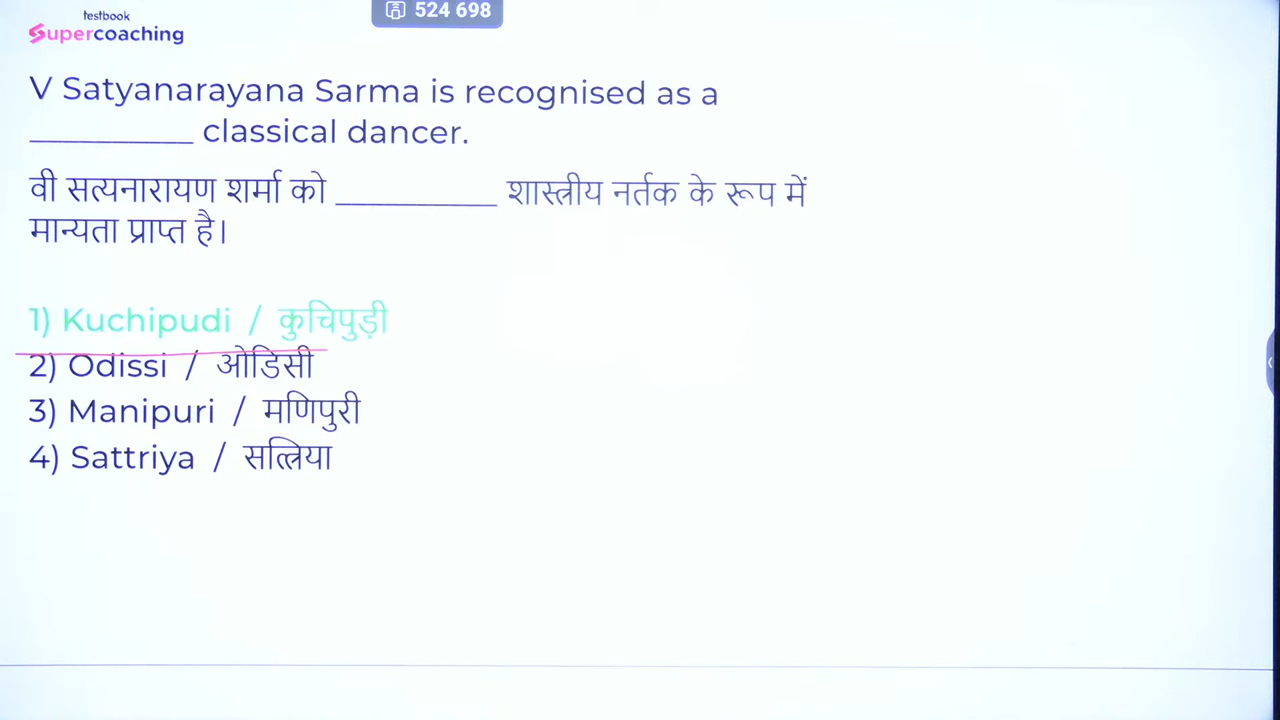 testbook
Supercoaching
524 698
V Satyanarayana Sarma is recognised as a
__________ classical dancer.
वी सत्यनारायण शर्मा को __________ शास्त्रीय नर्तक के रूप में
मान्यता प्राप्त है।
1) Kuchipudi / कुचिपुड़ी
2) Odissi / ओडिसी
3) Manipuri / मणिपुरी
4) Sattriya / सत्त्रिया